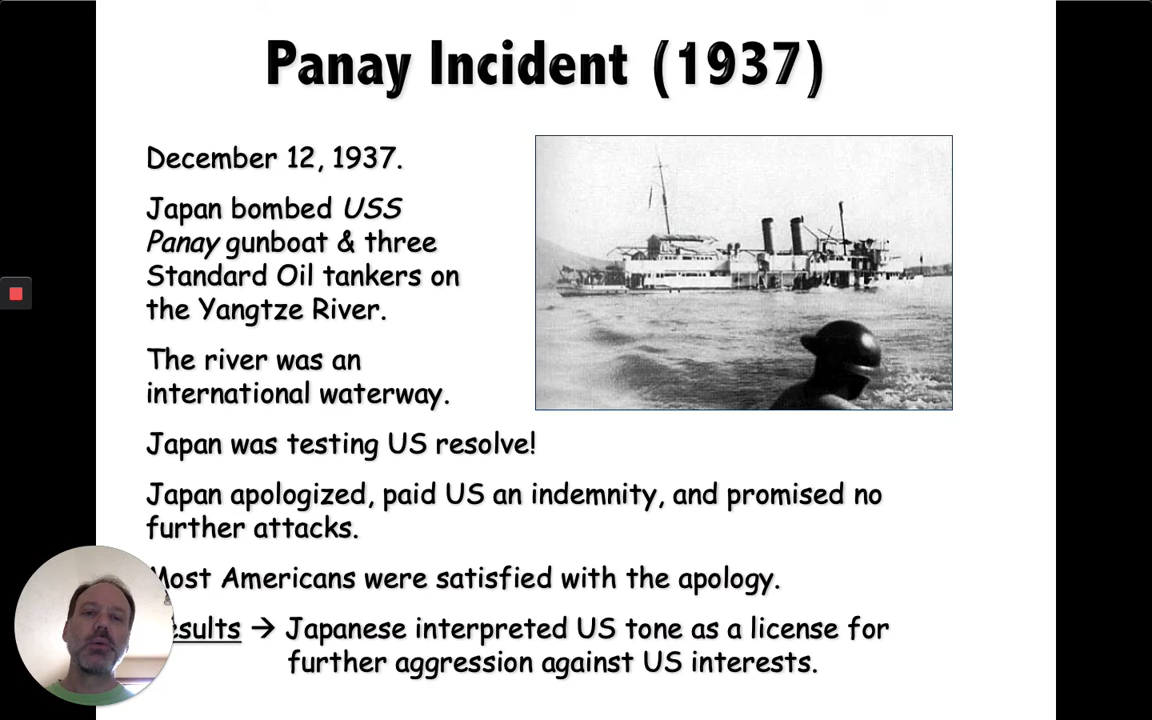 Panay Incident (1937)
December 12, 1937.
Japan bombed USS
Panay gunboat & three
Standard Oil tankers on
the Yangtze River.
The river was an
international waterway.
Japan was testing US resolve!
Japan apologized, paid US an indemnity, and promised no
further attacks.
Most Americans were satisfied with the apology.
Results → Japanese interpreted US tone as a license for
further aggression against US interests.